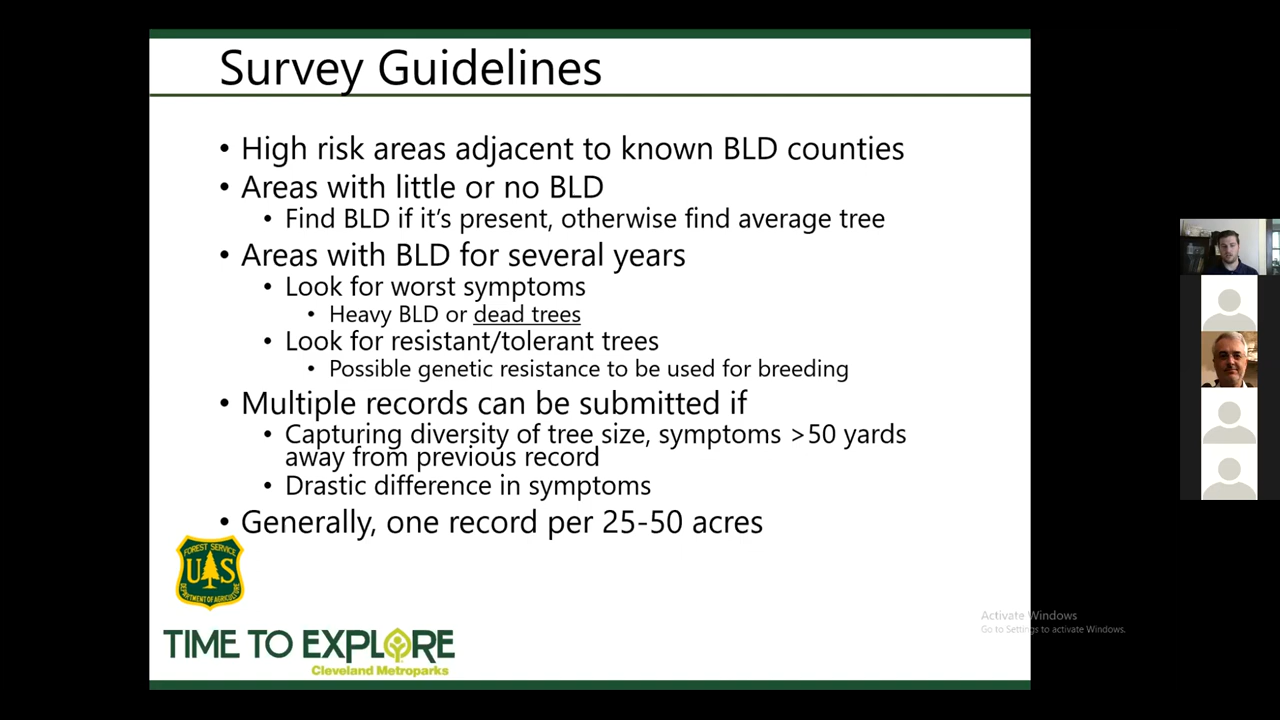 Survey Guidelines
• High risk areas adjacent to known BLD counties
• Areas with little or no BLD
• Find BLD if it's present, otherwise find average tree
• Areas with BLD for several years
• Look for worst symptoms
• Heavy BLD or dead trees
• Look for resistant/tolerant trees
• Possible genetic resistance to be used for breeding
• Multiple records can be submitted if
• Capturing diversity of tree size, symptoms >50 yards
away from previous record
• Drastic difference in symptoms
• Generally, one record per 25-50 acres
FOREST SERVICE
U S
DEPARTMENT OF AGRICULTURE
TIME TO EXPLORE
Cleveland Metroparks
Activate Windows
Go to Settings to activate Windows.